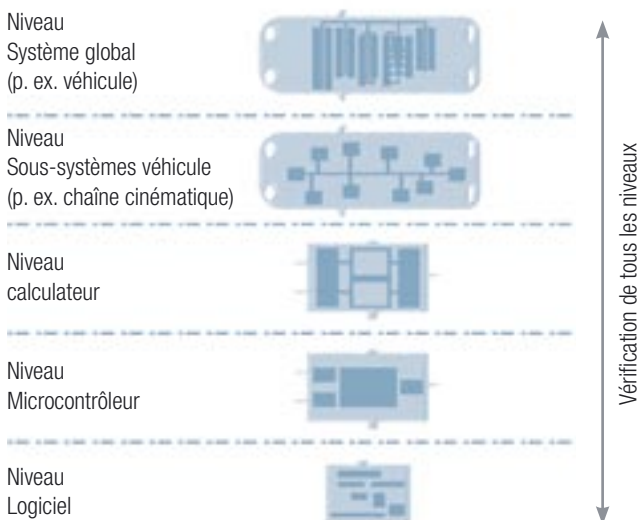 Niveau
Système global
(p. ex. véhicule)
Niveau
Sous-systèmes véhicule
(p. ex. chaîne cinématique)
Niveau
calculateur
Niveau
Microcontrôleur
Niveau
Logiciel
Vérification de tous les niveaux